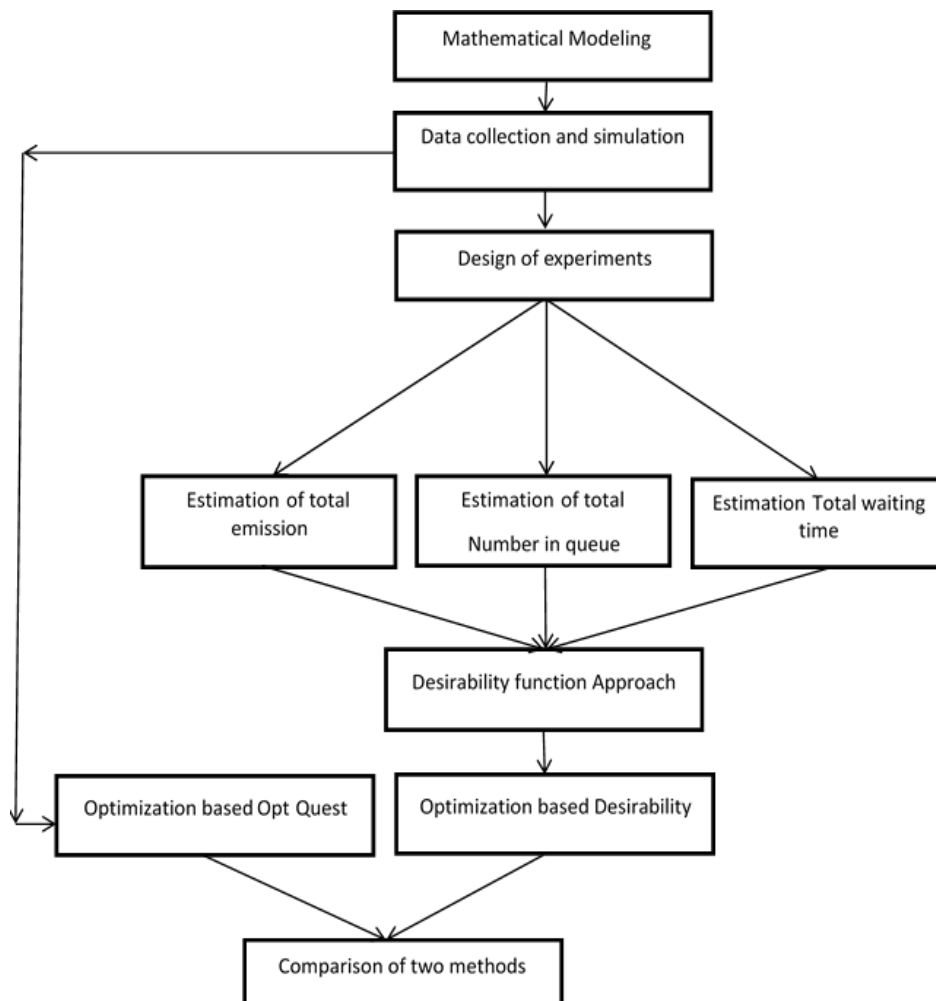 Mathematical Modeling
Data collection and simulation
Design of experiments
Estimation of total
emission
Estimation of total
Number in queue
Estimation Total waiting
time
Desirability function Approach
Optimization based Opt Quest
Optimization based Desirability
Comparison of two methods